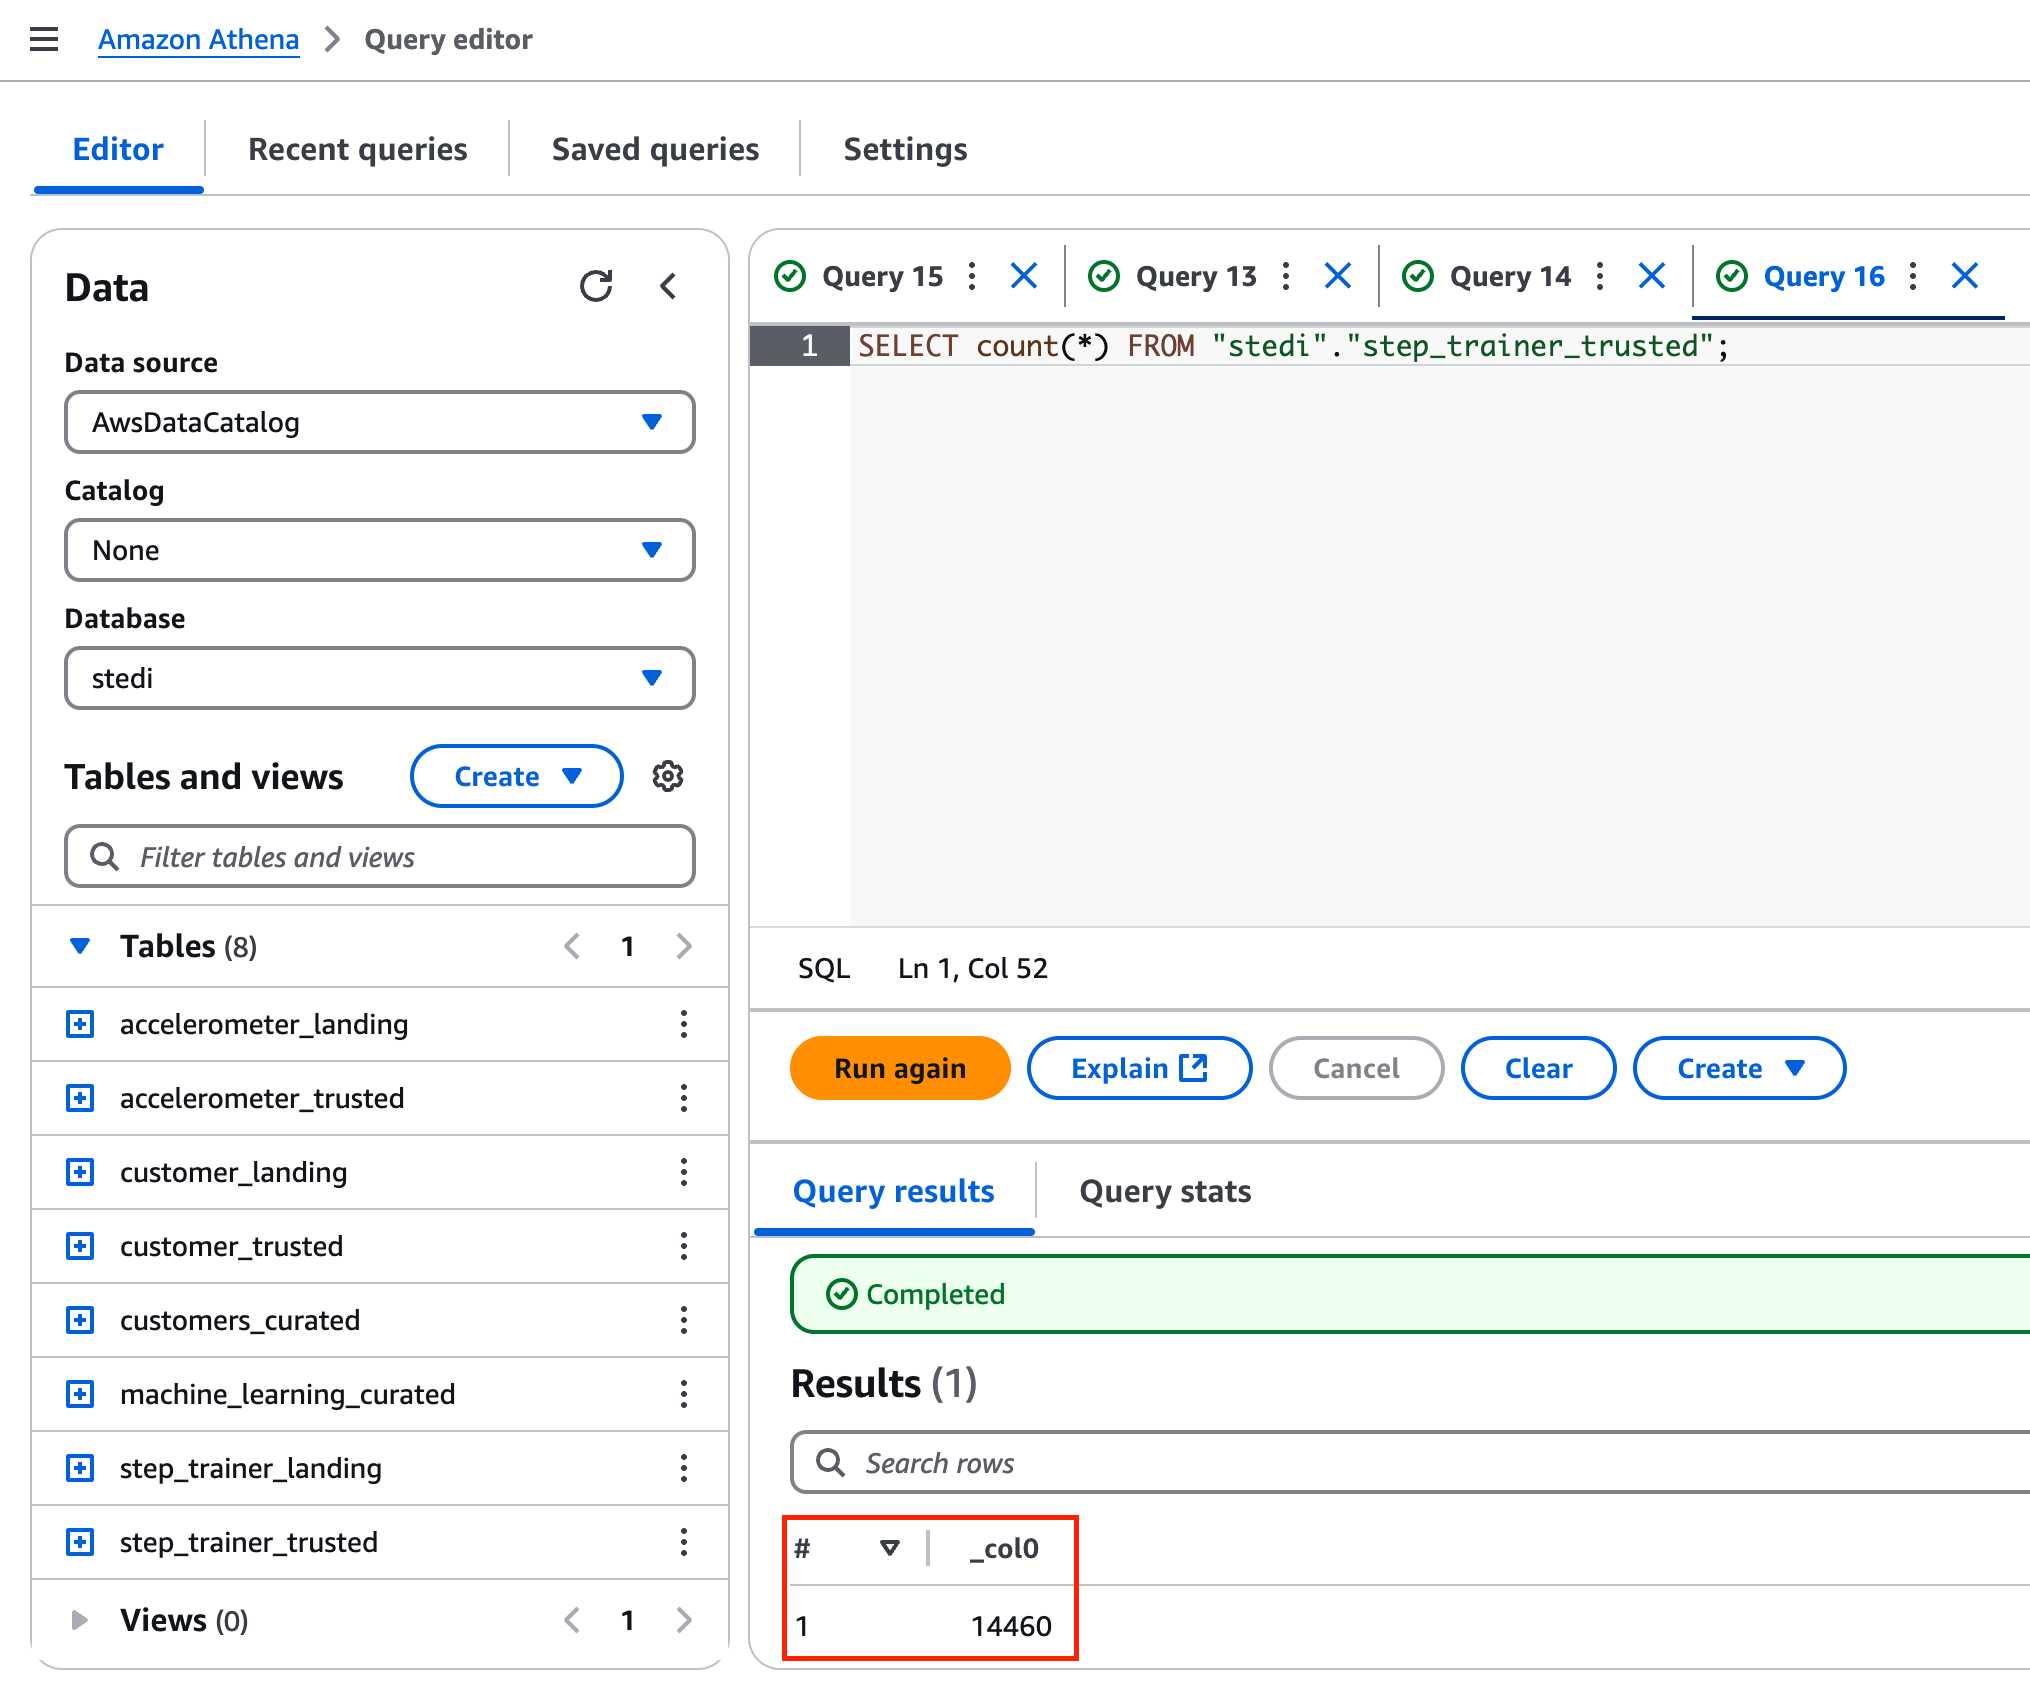 Amazon Athena > Query editor
Editor Recent queries Saved queries Settings
Data
Data source
AwsDataCatalog
Catalog
None
Database
stedi
Tables and views Create
Filter tables and views
Tables (8) 1
accelerometer_landing
accelerometer_trusted
customer_landing
customer_trusted
customers_curated
machine_learning_curated
step_trainer_landing
step_trainer_trusted
Views (0) 1
Query 15 Query 13 Query 14 Query 16
1 SELECT count(*) FROM "stedi"."step_trainer_trusted";
SQL Ln 1, Col 52
Run again Explain Cancel Clear Create
Query results Query stats
Completed
Results (1)
Search rows
# _col0
1 14460